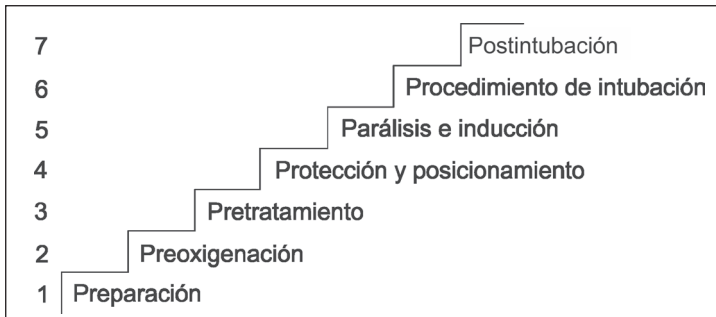 7 Postintubación
6 Procedimiento de intubación
5 Parálisis e inducción
4 Protección y posicionamiento
3 Pretratamiento
2 Preoxigenación
1 Preparación